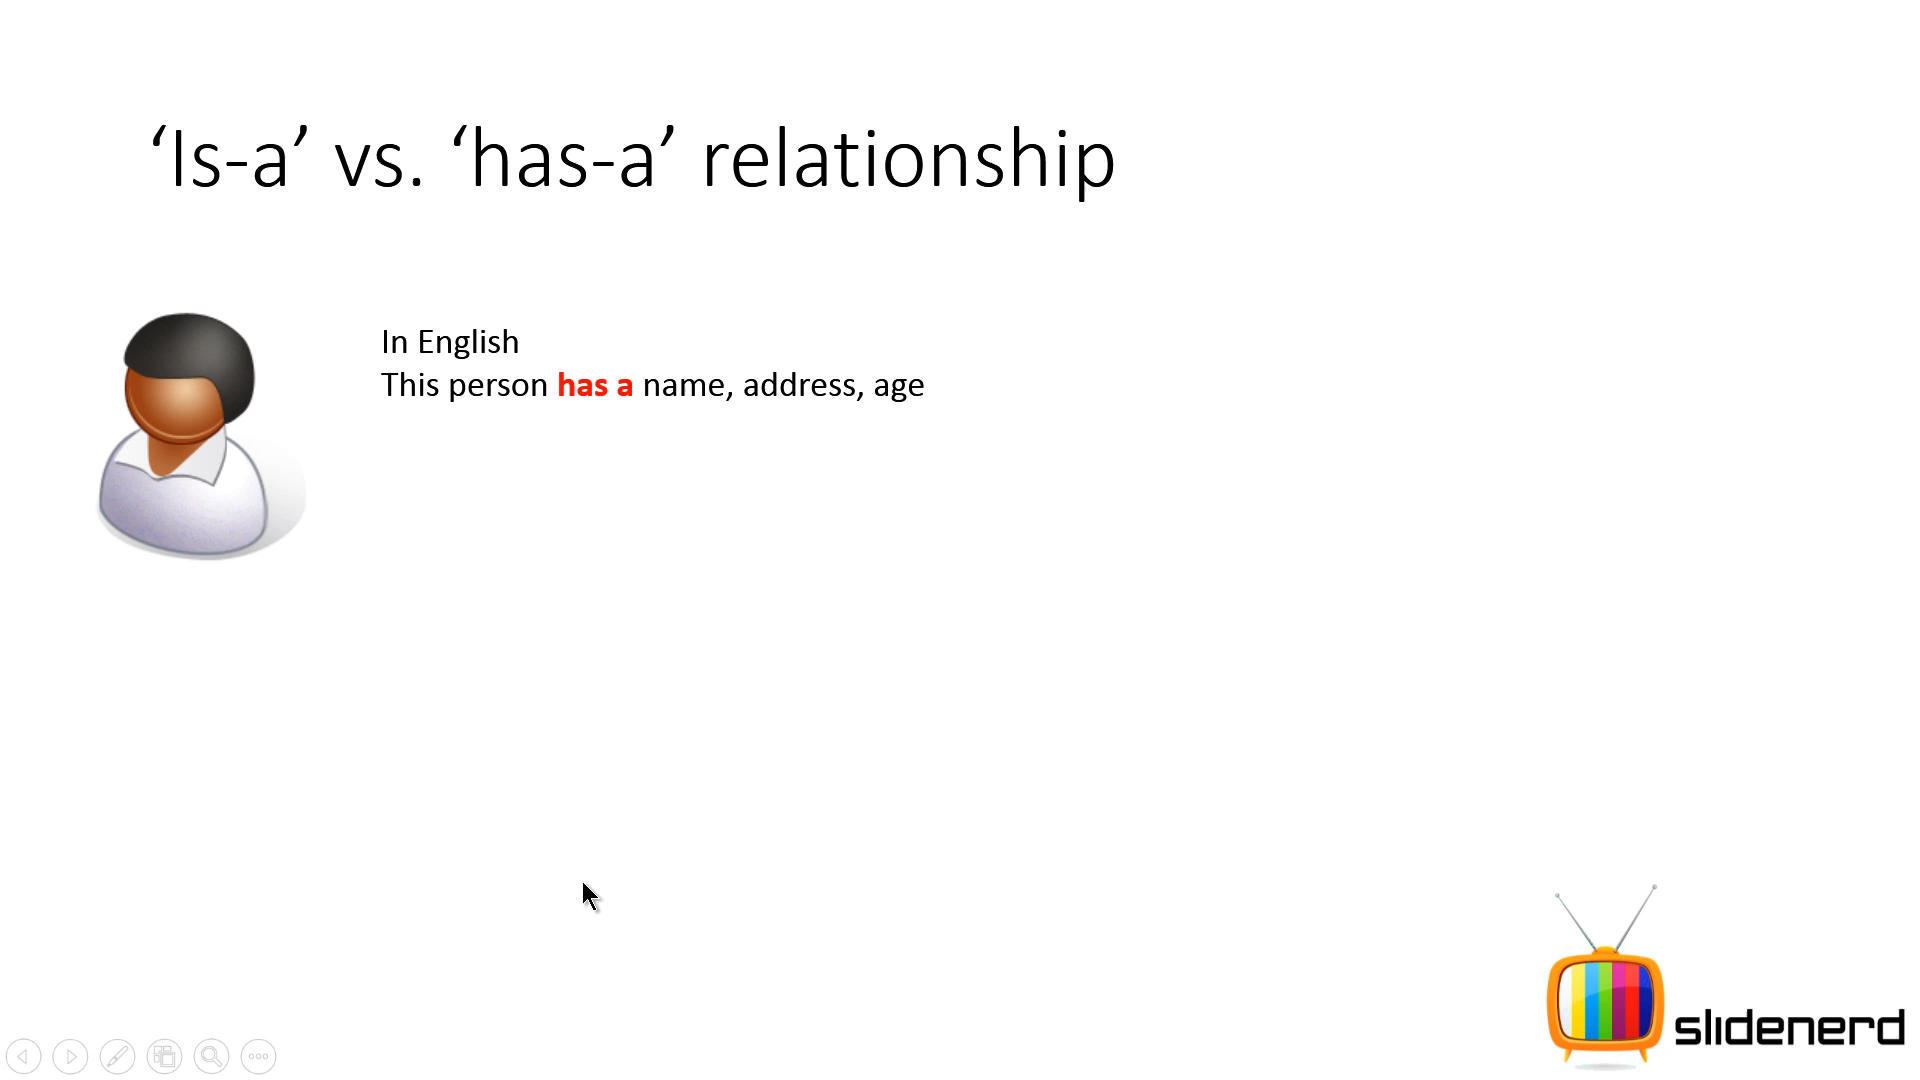 ‘Is-a’ vs. ‘has-a’ relationship
In English
This person has a name, address, age
slidenerd